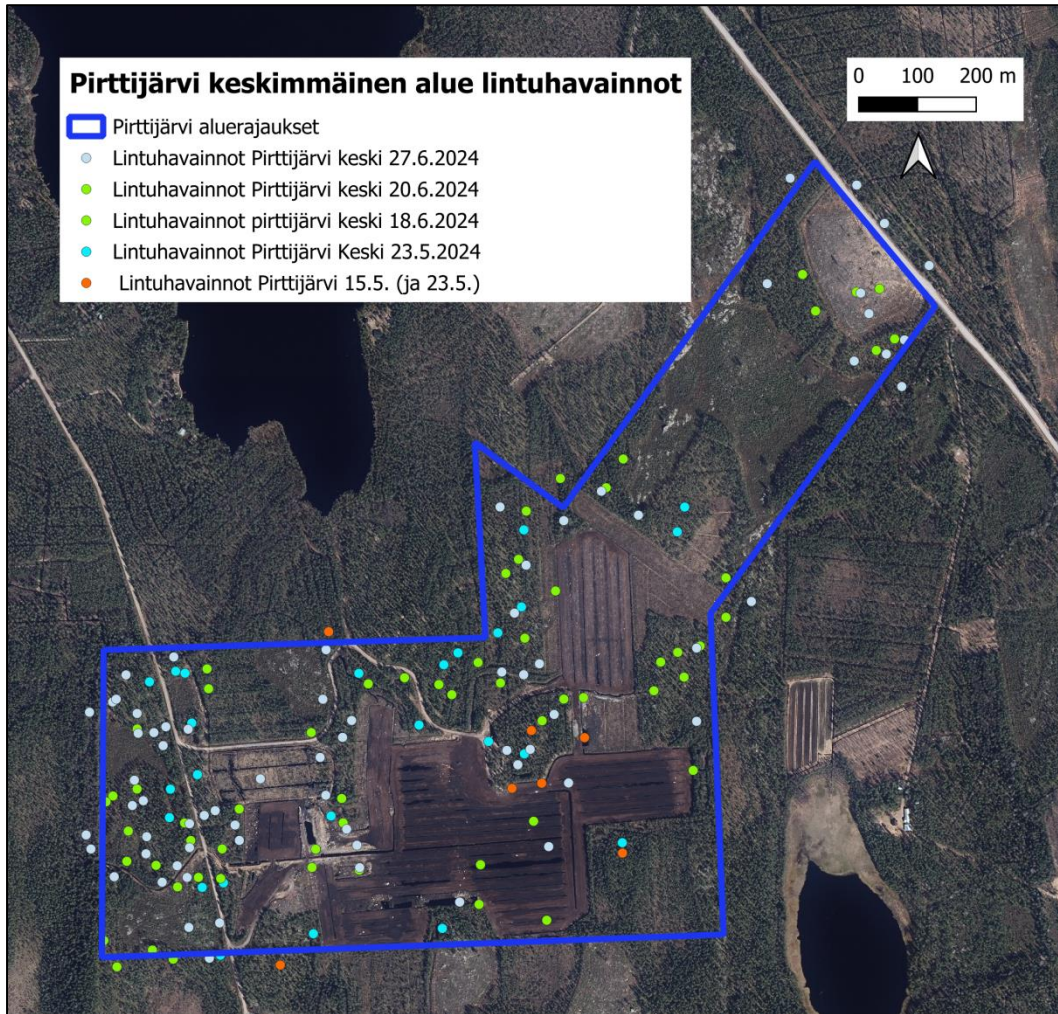 Pirttijärvi keskimmäinen alue lintuhavainnot
Pirttijärvi aluerajaukset
Lintuhavainnot Pirttijärvi keski 27.6.2024
Lintuhavainnot Pirttijärvi keski 20.6.2024
Lintuhavainnot pirttijärvi keski 18.6.2024
Lintuhavainnot Pirttijärvi Keski 23.5.2024
Lintuhavainnot Pirttijärvi 15.5. (ja 23.5.)
0 100 200 m